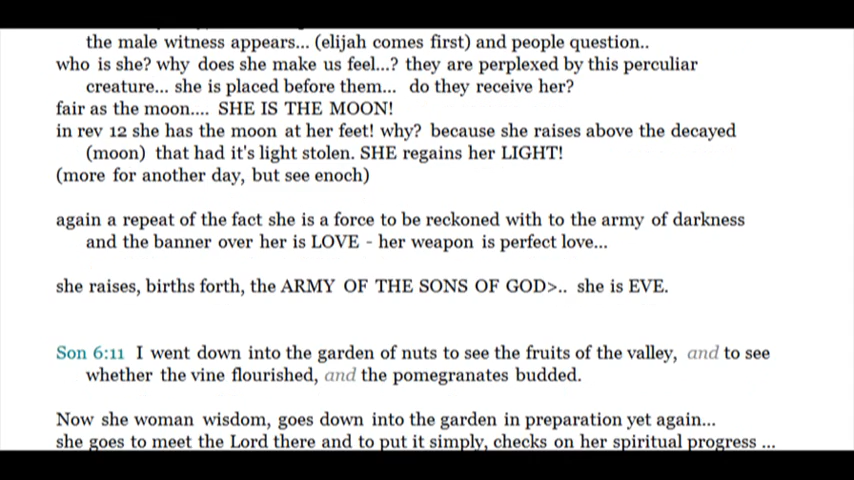 the male witness appears... (elijah comes first) and people question..
who is she? why does she make us feel...? they are perplexed by this perculiar
creature... she is placed before them... do they receive her?
fair as the moon.... SHE IS THE MOON!
in rev 12 she has the moon at her feet! why? because she raises above the decayed
(moon) that had it's light stolen. SHE regains her LIGHT!
(more for another day, but see enoch)
again a repeat of the fact she is a force to be reckoned with to the army of darkness
and the banner over her is LOVE - her weapon is perfect love...
she raises, births forth, the ARMY OF THE SONS OF GOD>.. she is EVE.
Son 6:11 I went down into the garden of nuts to see the fruits of the valley, and to see
whether the vine flourished, and the pomegranates budded.
Now she woman wisdom, goes down into the garden in preparation yet again...
she goes to meet the Lord there and to put it simply, checks on her spiritual progress ...